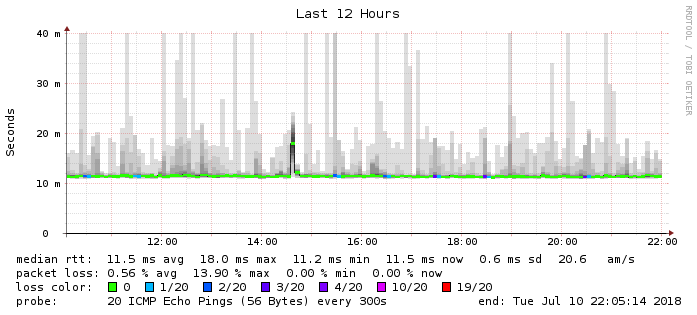 Last 12 Hours
RRDTOOL / TOBI OETIKER
Seconds
40 m
30 m
20 m
10 m
0
12:00 14:00 16:00 18:00 20:00 22:00
median rtt: 11.5 ms avg 18.0 ms max 11.2 ms min 11.5 ms now 0.6 ms sd 20.6 am/s
packet loss: 0.56 % avg 13.90 % max 0.00 % min 0.00 % now
loss color: 0 1/20 2/20 3/20 4/20 10/20 19/20
probe: 20 ICMP Echo Pings (56 Bytes) every 300s end: Tue Jul 10 22:05:14 2018